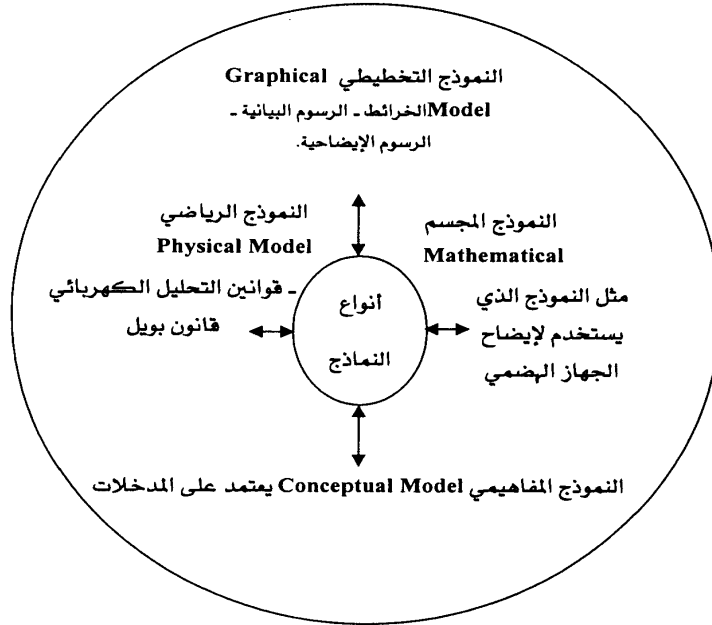 النموذج التخطيطي Graphical
Modelالخرائط ـ الرسوم البيانية ـ
الرسوم الإيضاحية.
النموذج المجسم
Mathematical
مثل النموذج الذي
يستخدم لإيضاح
الجهاز الهضمي
أنواع
النماذج
النموذج الرياضي
Physical Model
ـ قوانين التحليل الكهربائي
قانون بويل
النموذج المفاهيمي Conceptual Model يعتمد على المدخلات